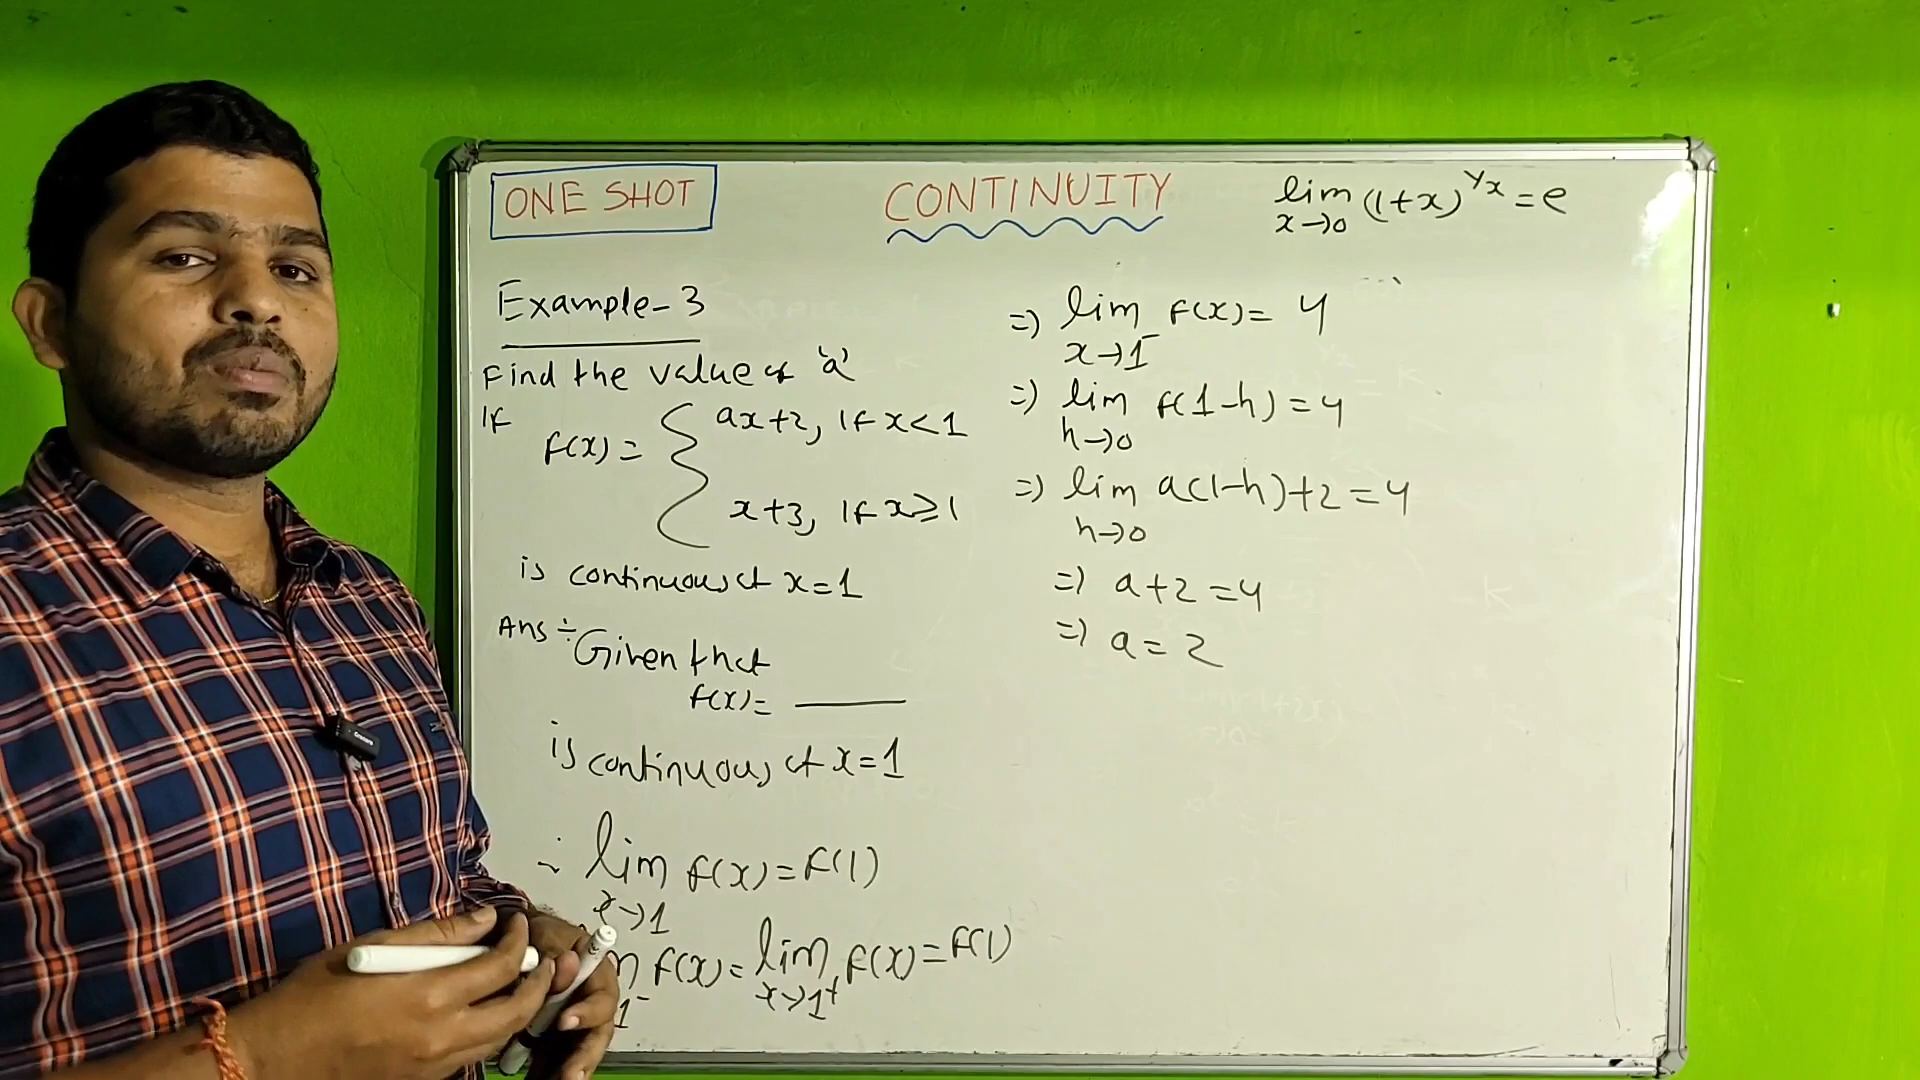 ONE SHOT
CONTINUITY
lim (1+x)^1/x = e
x→0
Example-3
Find the value of 'a'
If
f(x) = { ax+2, If x<1
x+3, If x≥1
is continuous at x=1
Ans ÷ Given that
f(x) = ______
is continuous at x=1
∴ lim f(x) = f(1)
x→1
f(x) = lim f(x) = f(1)
1⁻ x→1⁺
=) lim f(x) = 4
x→1⁻
=) lim f(1-h) = 4
h→0
=) lim a(1-h)+2 = 4
h→0
=) a+2 = 4
=) a = 2